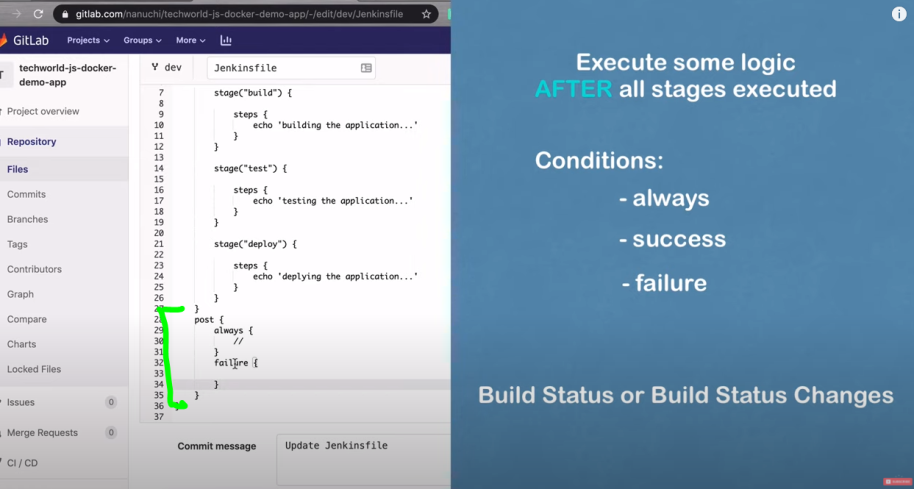 gitlab.com/nanuchi/techworld-js-docker-demo-app/-/edit/dev/Jenkinsfile
GitLab
Projects
Groups
More
techworld-js-docker-
demo-app
Project overview
Repository
Files
Commits
Branches
Tags
Contributors
Graph
Compare
Charts
Locked Files
Issues
0
Merge Requests
0
CI / CD
dev
Jenkinsfile
7 stage("build") {
8
9 steps {
10 echo 'building the application...'
11 }
12 }
13
14 stage("test") {
15
16 steps {
17 echo 'testing the application...'
18 }
19 }
20
21 stage("deploy") {
22
23 steps {
24 echo 'deplying the application...'
25 }
26 }
27 }
28 post {
29 always {
30 //
31 }
32 failure {
33
34 }
35 }
36 }
37
Commit message
Update Jenkinsfile
Execute some logic
AFTER all stages executed
Conditions:
- always
- success
- failure
Build Status or Build Status Changes